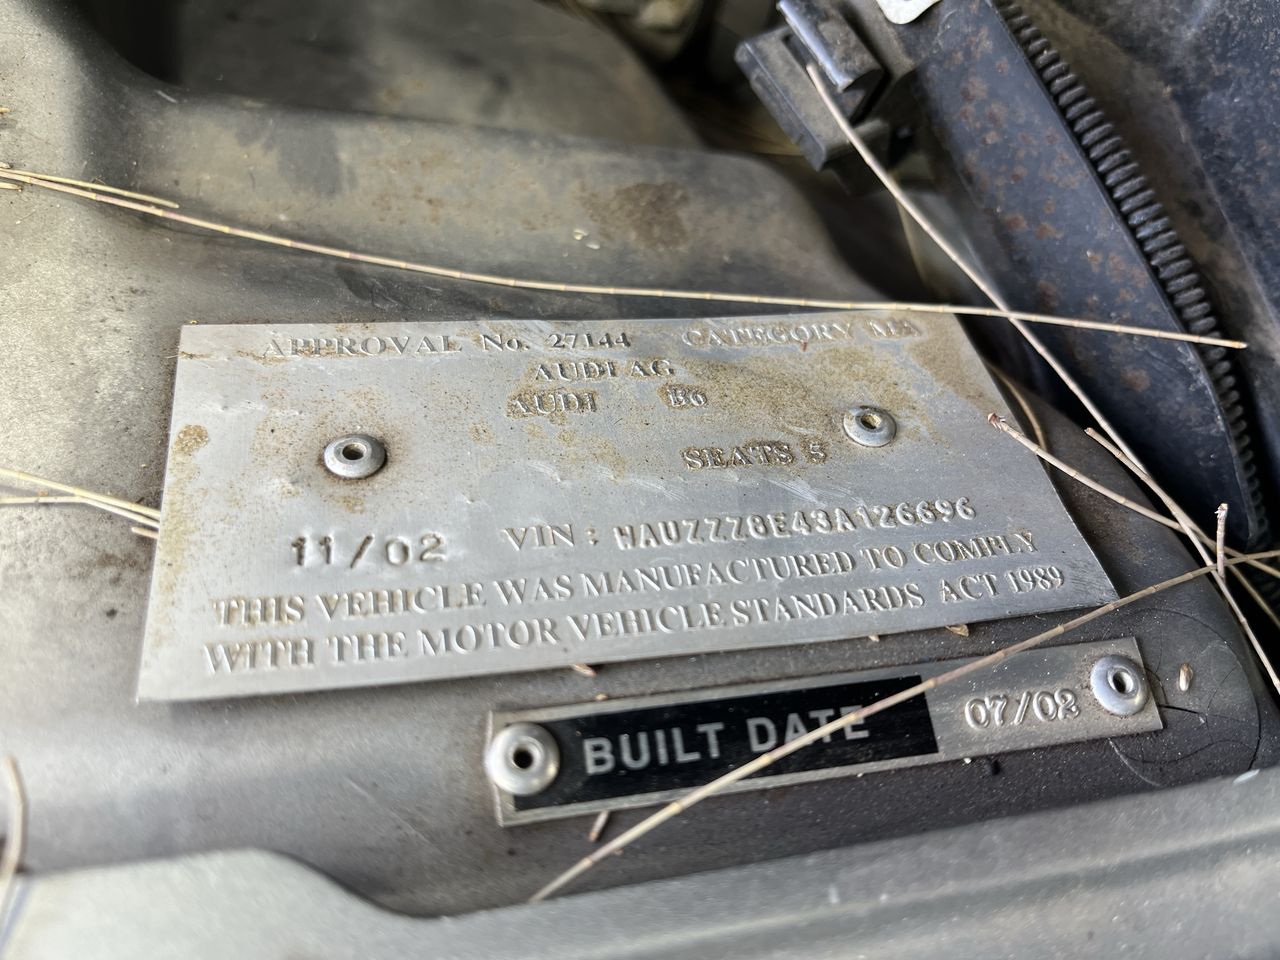 APPROVAL No. 27144 CATEGORY MA
AUDI AG
AUDI B6
SEATS 5
11/02 VIN : WAUZZZ8E43A126696
THIS VEHICLE WAS MANUFACTURED TO COMPLY
WITH THE MOTOR VEHICLE STANDARDS ACT 1989
BUILT DATE 07/02